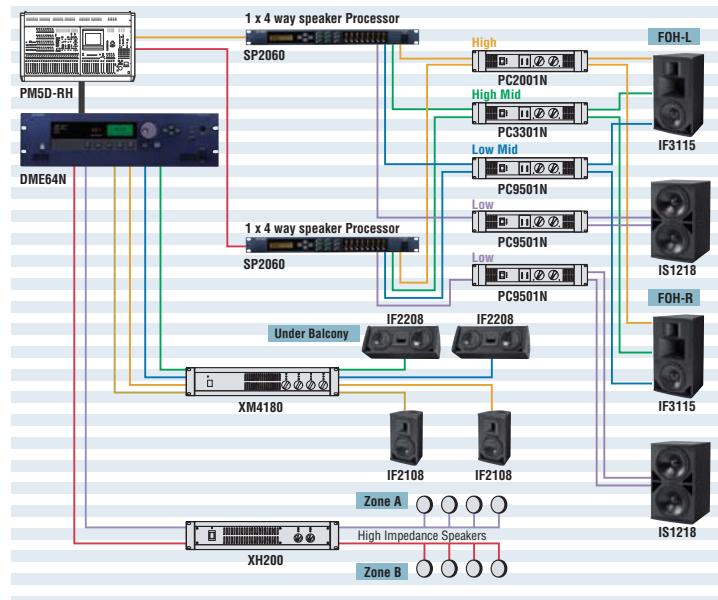 1 x 4 way speaker Processor
SP2060
PM5D-RH
DME64N
High
PC2001N
High Mid
PC3301N
Low Mid
PC9501N
Low
PC9501N
Low
PC9501N
FOH-L
IF3115
IS1218
1 x 4 way speaker Processor
SP2060
FOH-R
IF3115
IS1218
Under Balcony
IF2208
IF2208
XM4180
IF2108
IF2108
Zone A
High Impedance Speakers
XH200
Zone B